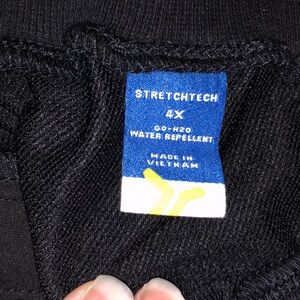 STRETCHTECH
4X
GO-H2O
WATER REPELLENT
MADE IN
VIETNAM